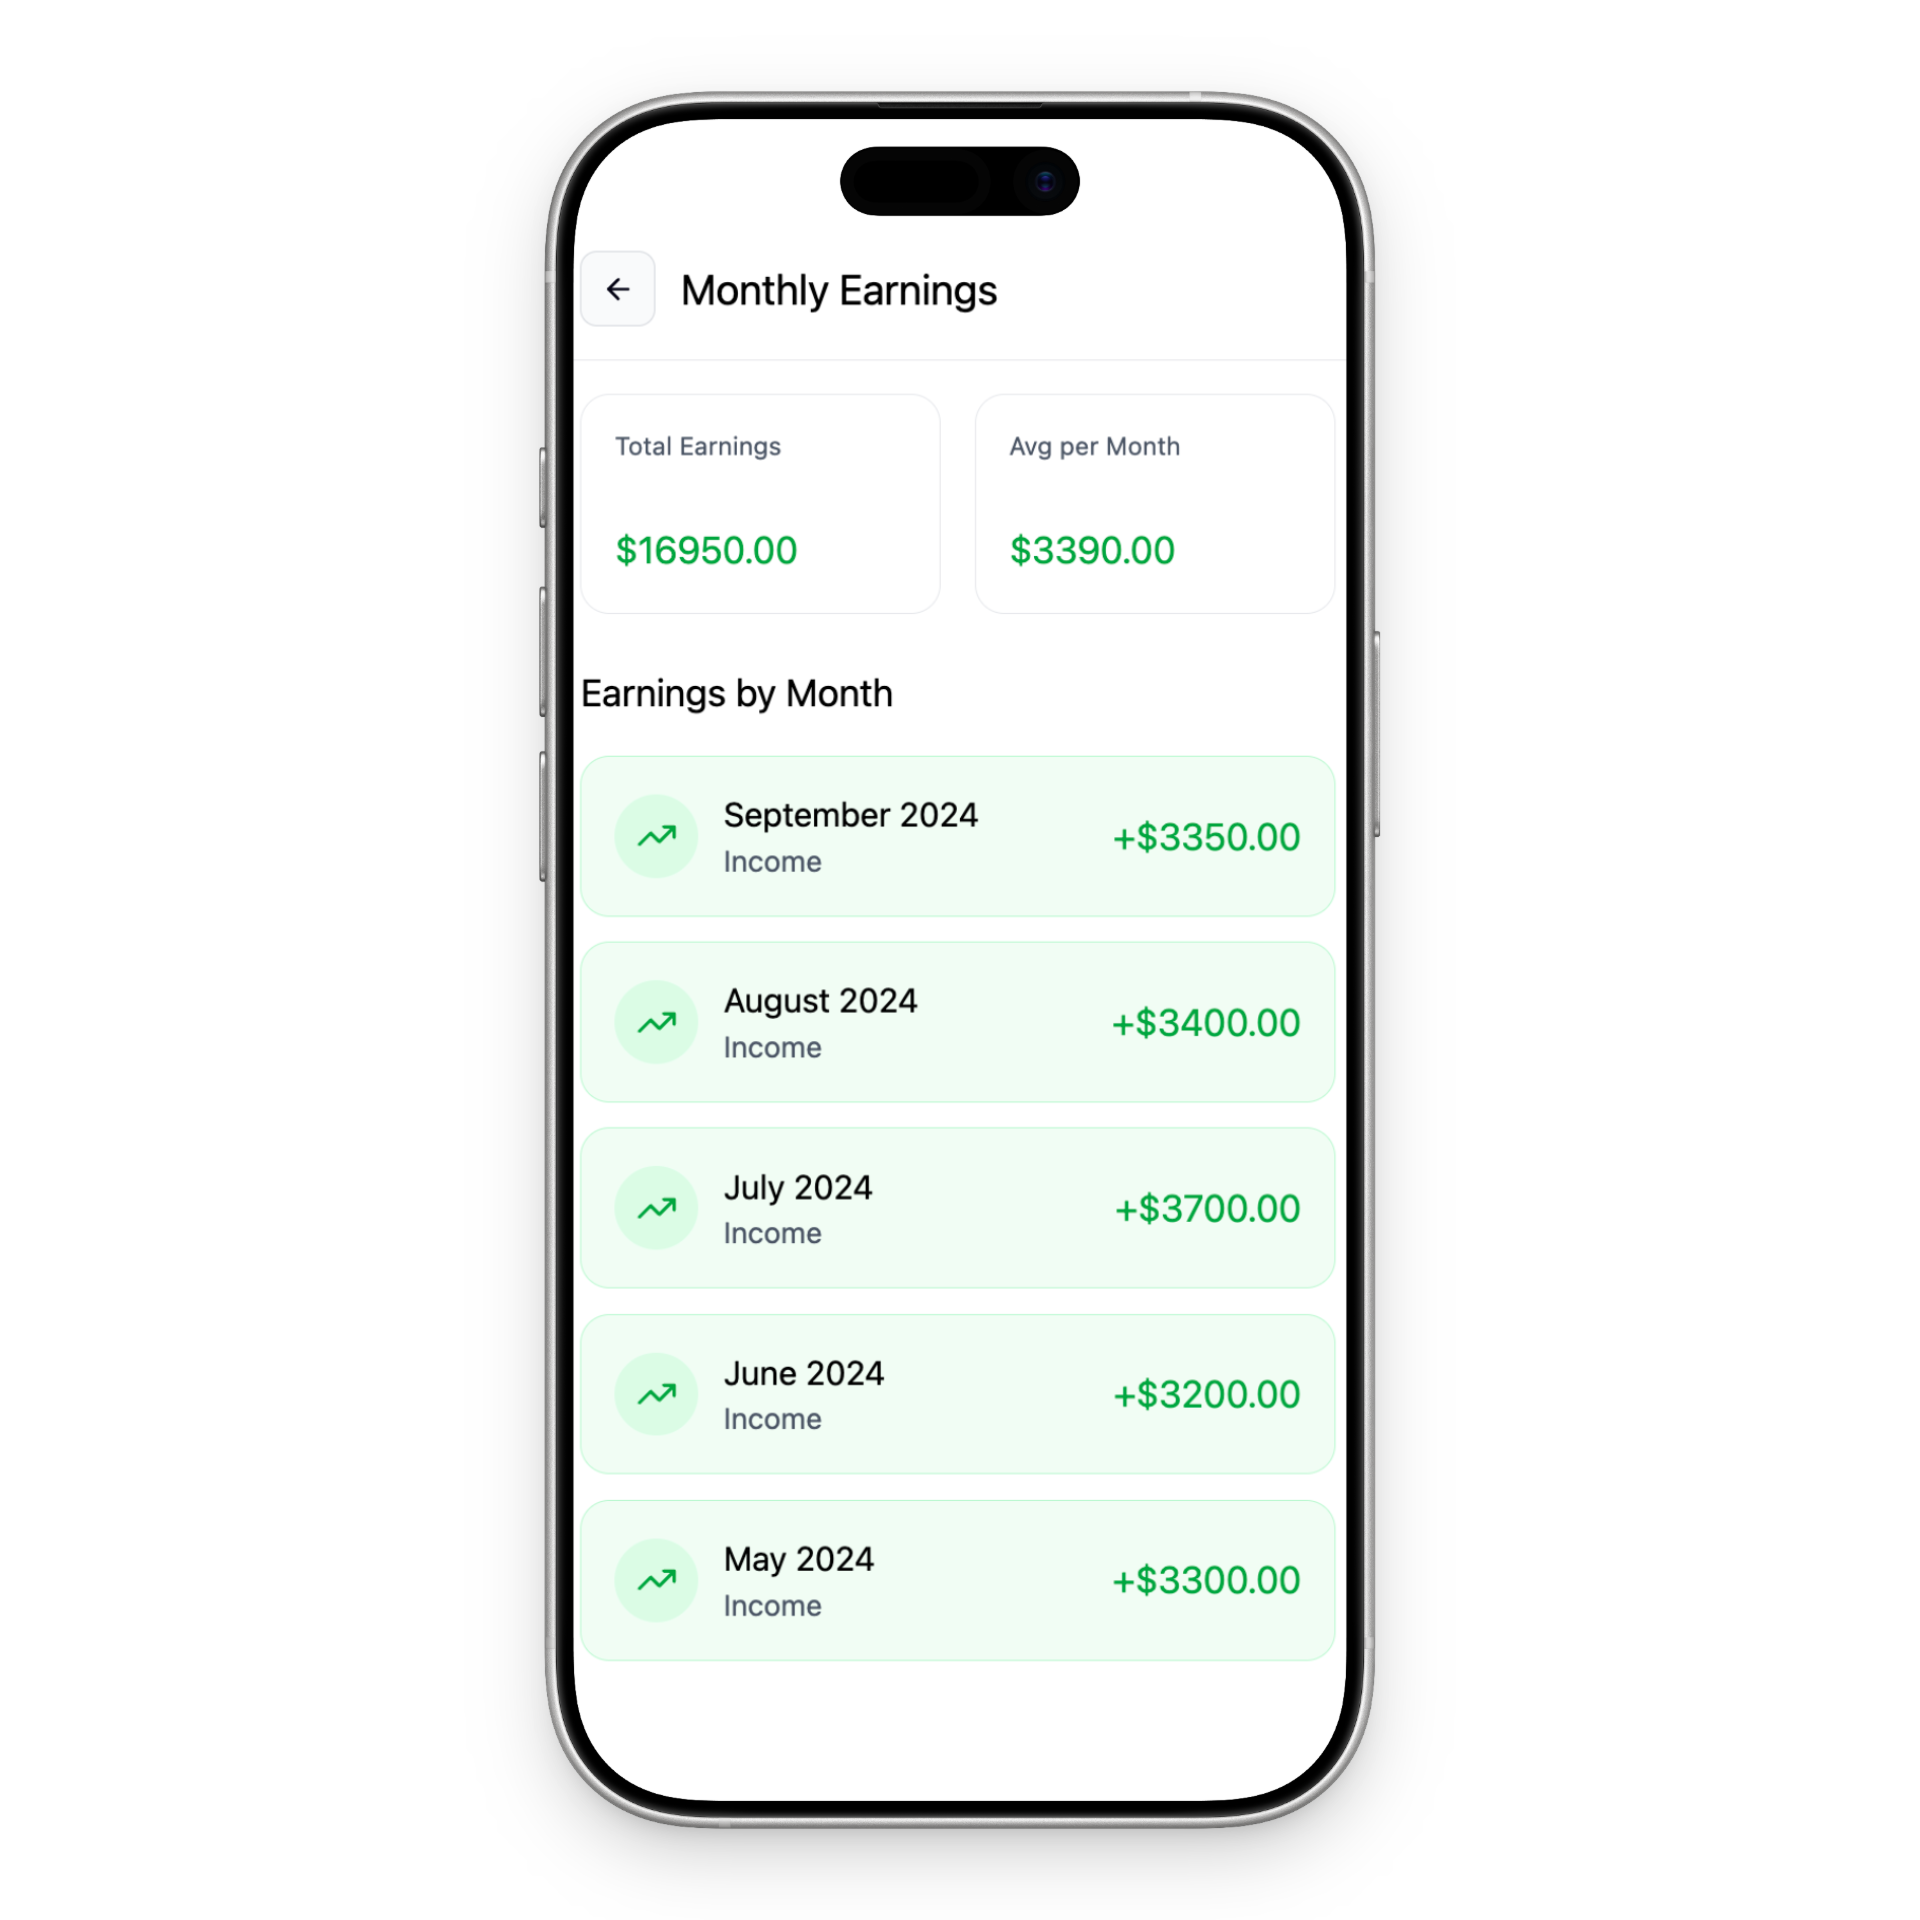 Monthly Earnings
Total Earnings
Avg per Month
$16950.00
$3390.00
Earnings by Month
September 2024
Income
+$3350.00
August 2024
Income
+$3400.00
July 2024
Income
+$3700.00
June 2024
Income
+$3200.00
May 2024
Income
+$3300.00